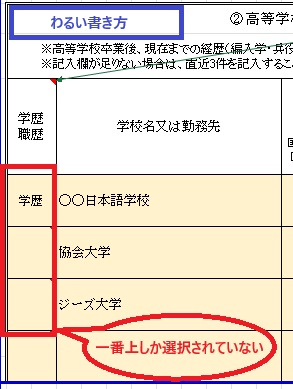 わるい書き方
②高等学校
※高等学校卒業後、現在までの経歴(編入学・兵役
※記入欄が足りない場合は、直近3件を記入するこ
学歴
職歴
学校名又は勤務先
学歴
〇〇日本語学校
協会大学
ジーズ大学
一番上しか選択されていない